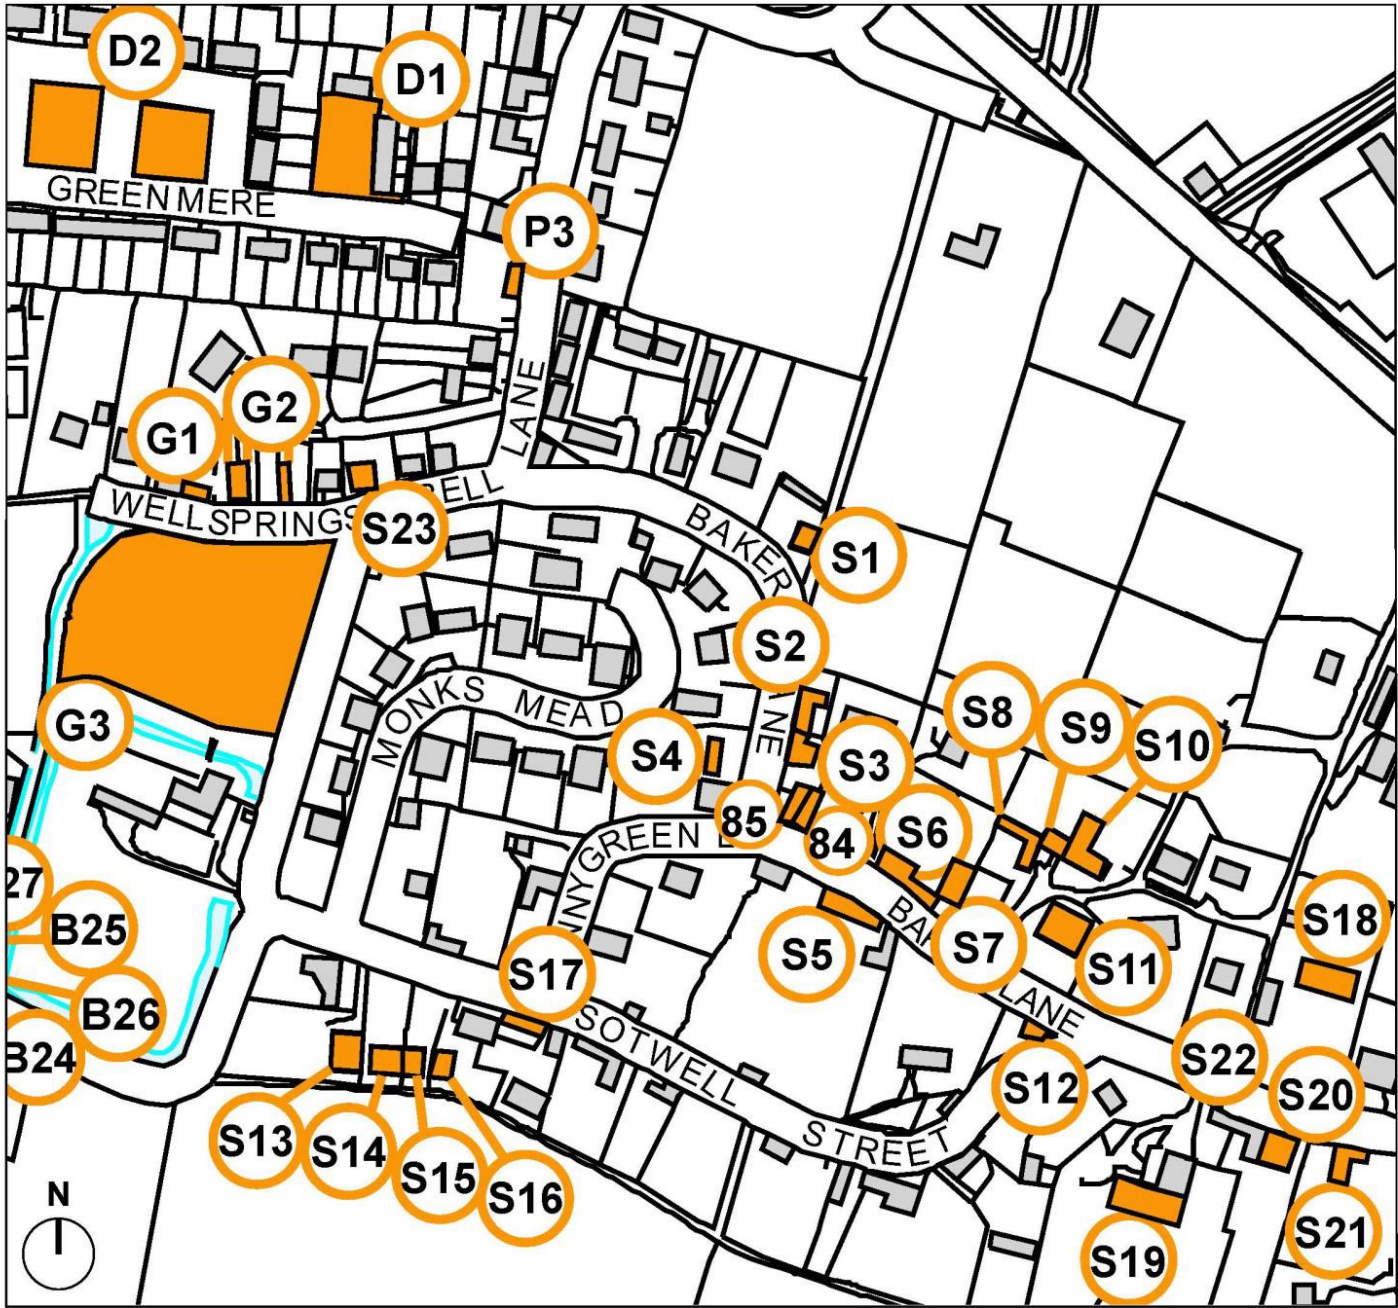 D2
D1
GREENMERE
P3
LANE
G2
G1
WELLSPRINGS
BELL
S23
BAKER
S1
S2
LANE
MONKS MEAD
G3
S4
S3
S8
S9
S10
85
84
S6
GREEN
27
B25
B26
B24
S5
S7
S11
S18
S17
LANE
SOTWELL
STREET
S12
S22
S20
S13
S14
S15
S16
S19
S21
N